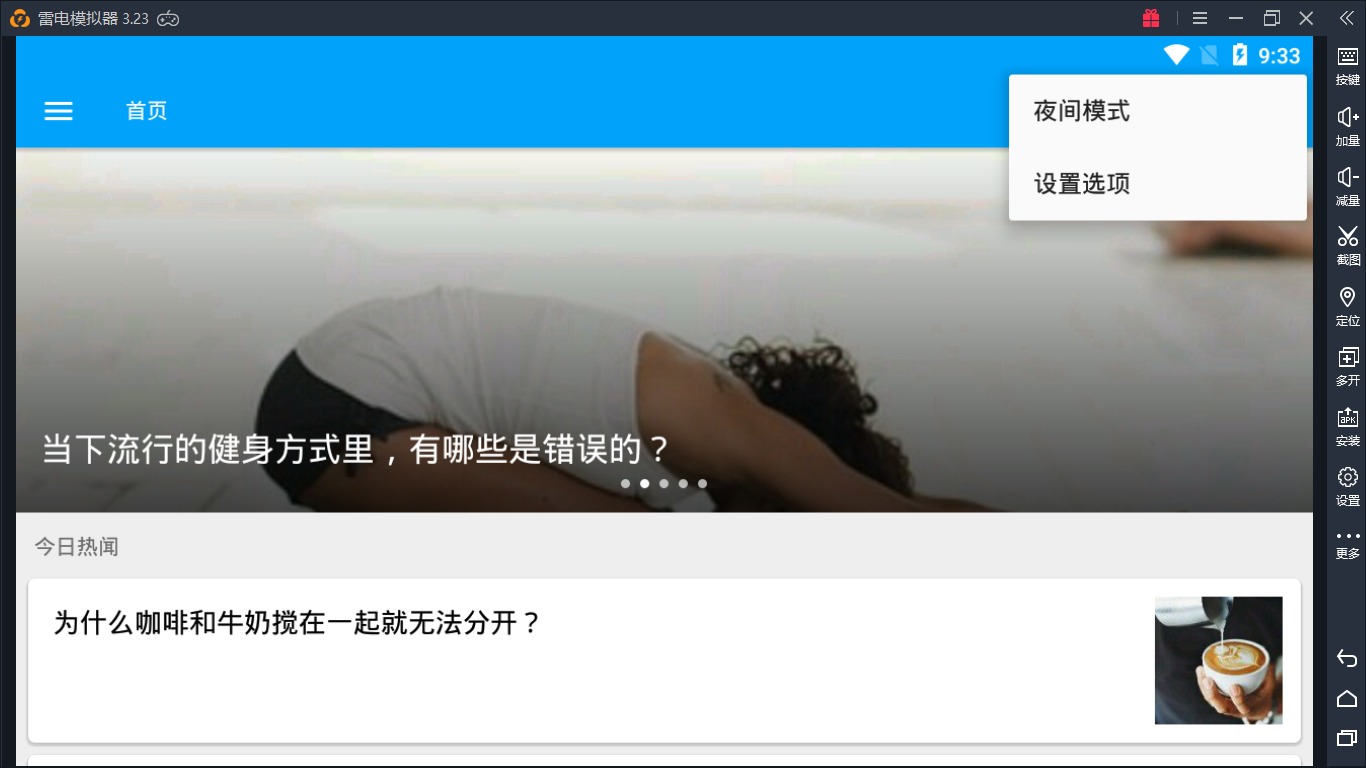 雷电模拟器 3.23
9:33
首页
夜间模式
设置选项
当下流行的健身方式里，有哪些是错误的？
今日热闻
为什么咖啡和牛奶搅在一起就无法分开？
按键
加量
减量
截图
定位
多开
APK
安装
设置
更多